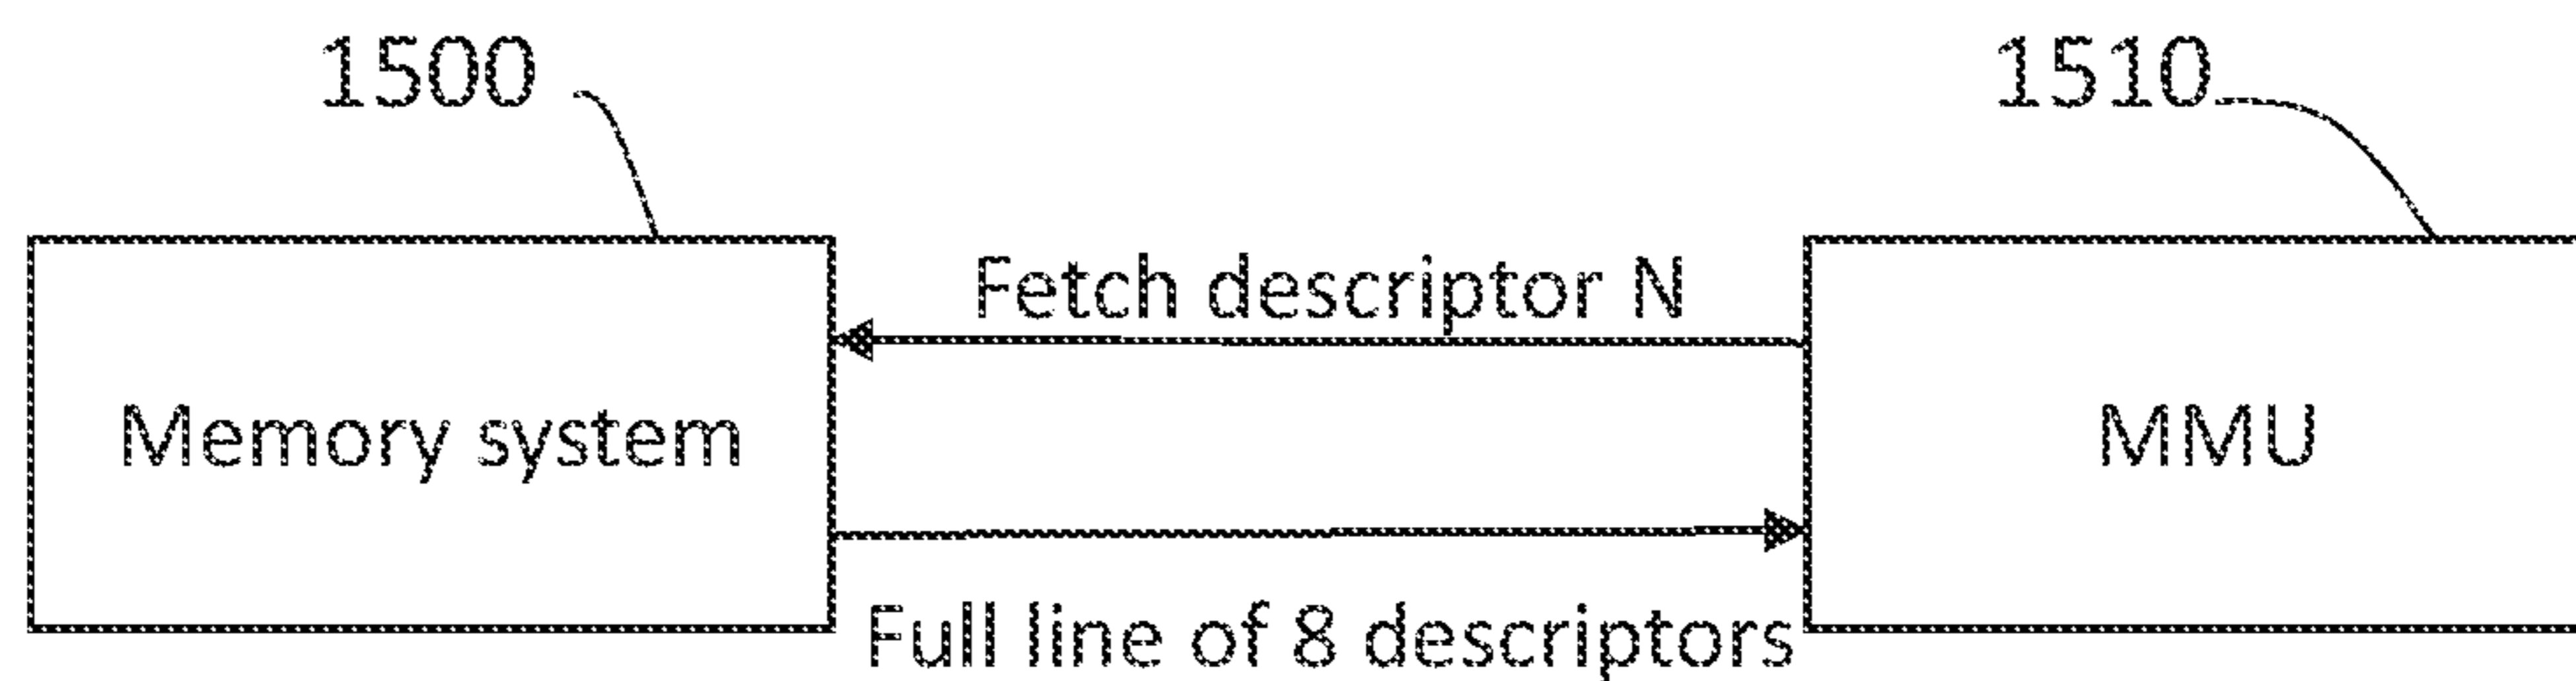 1500
1510
Fetch descriptor N
Memory system
MMU
Full line of 8 descriptors